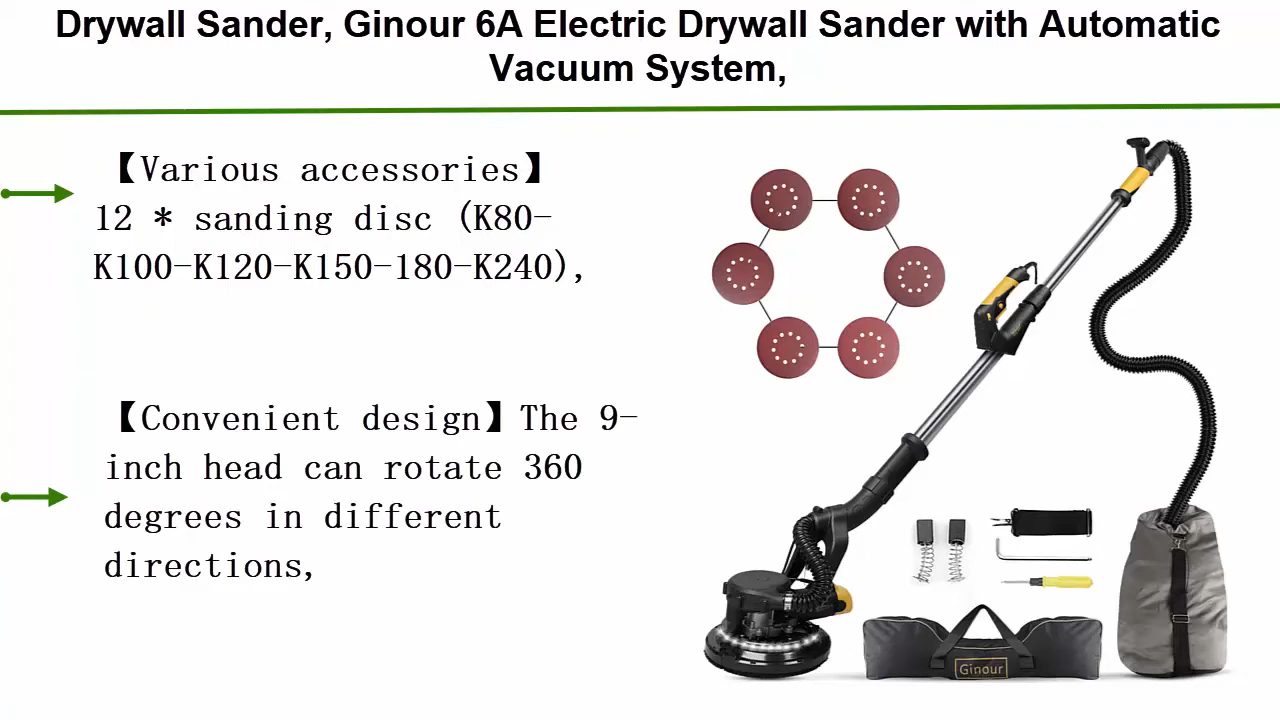 Drywall Sander, Ginour 6A Electric Drywall Sander with Automatic
Vacuum System,
【Various accessories】
12 * sanding disc (K80-
K100-K120-K150-180-K240),
【Convenient design】The 9-
inch head can rotate 360
degrees in different
directions,
Ginour